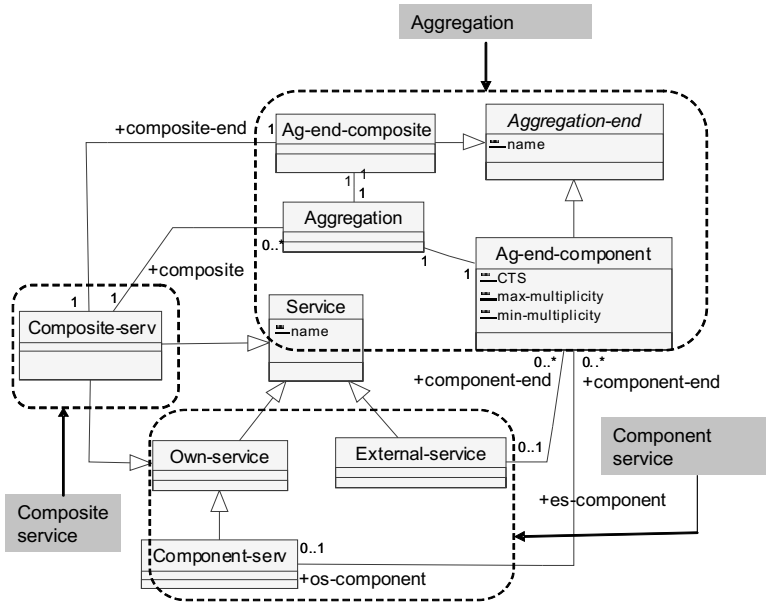 Aggregation
+composite-end
1
Ag-end-composite
Aggregation-end
name
1
1
1
Aggregation
0..*
+composite
1
1
Ag-end-component
CTS
max-multiplicity
min-multiplicity
1
1
Composite-serv
Service
name
0..*
0..*
+component-end
+component-end
Own-service
External-service
0..1
Component
service
+es-component
Composite
service
Component-serv
0..1
+os-component